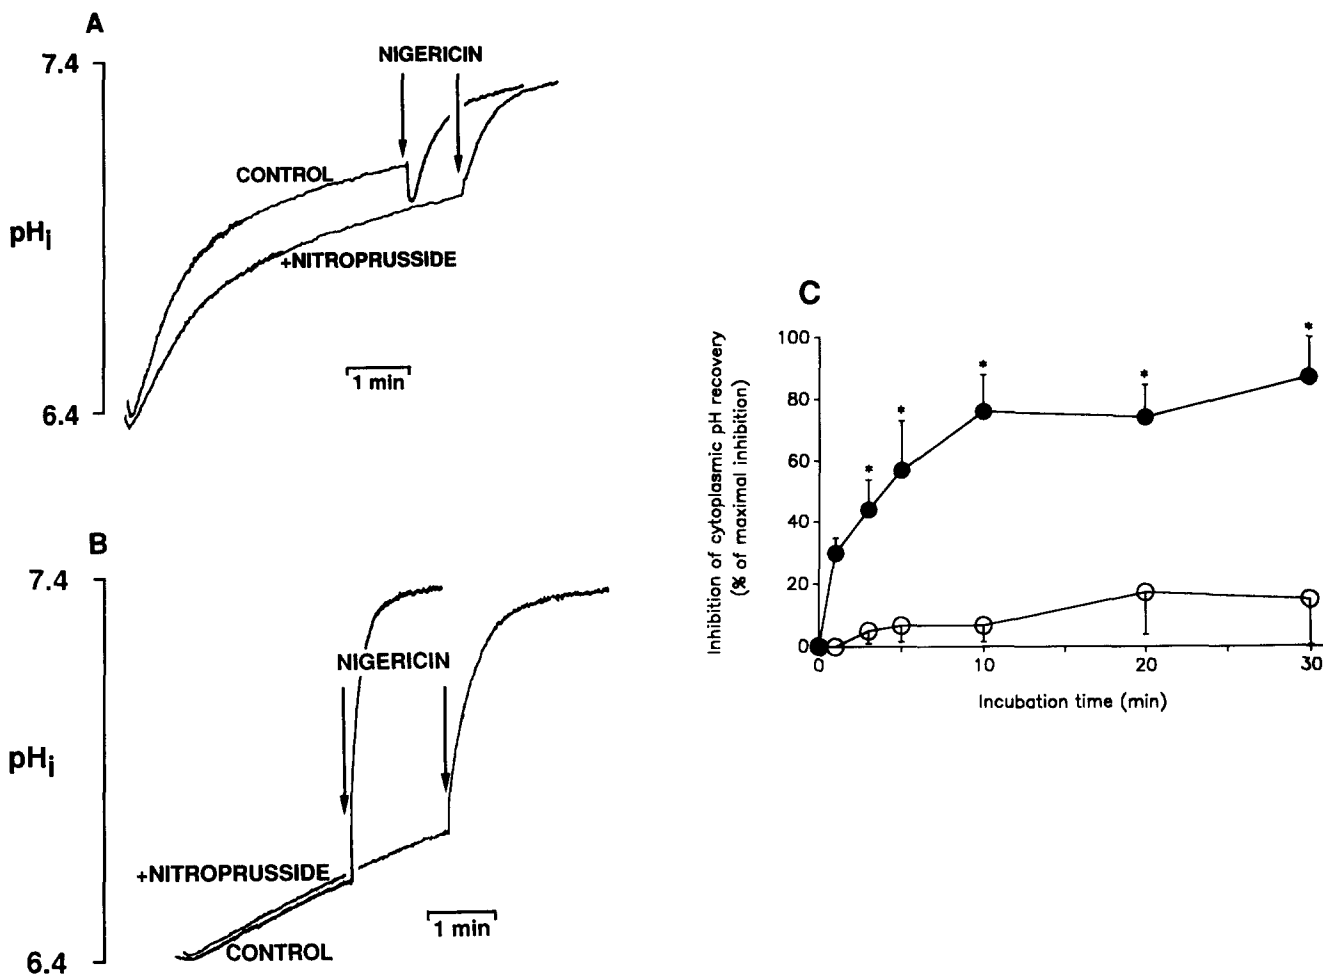 A
NIGERICIN
7.4
CONTROL
pHi
+NITROPRUSSIDE
1 min
6.4
B
7.4
NIGERICIN
pHi
+NITROPRUSSIDE
1 min
CONTROL
6.4
C
Inhibition of cytoplasmic pH recovery
(% of maximal inhibition)
100
80
60
40
20
0
* * * * * *
0 10 20 30
Incubation time (min)